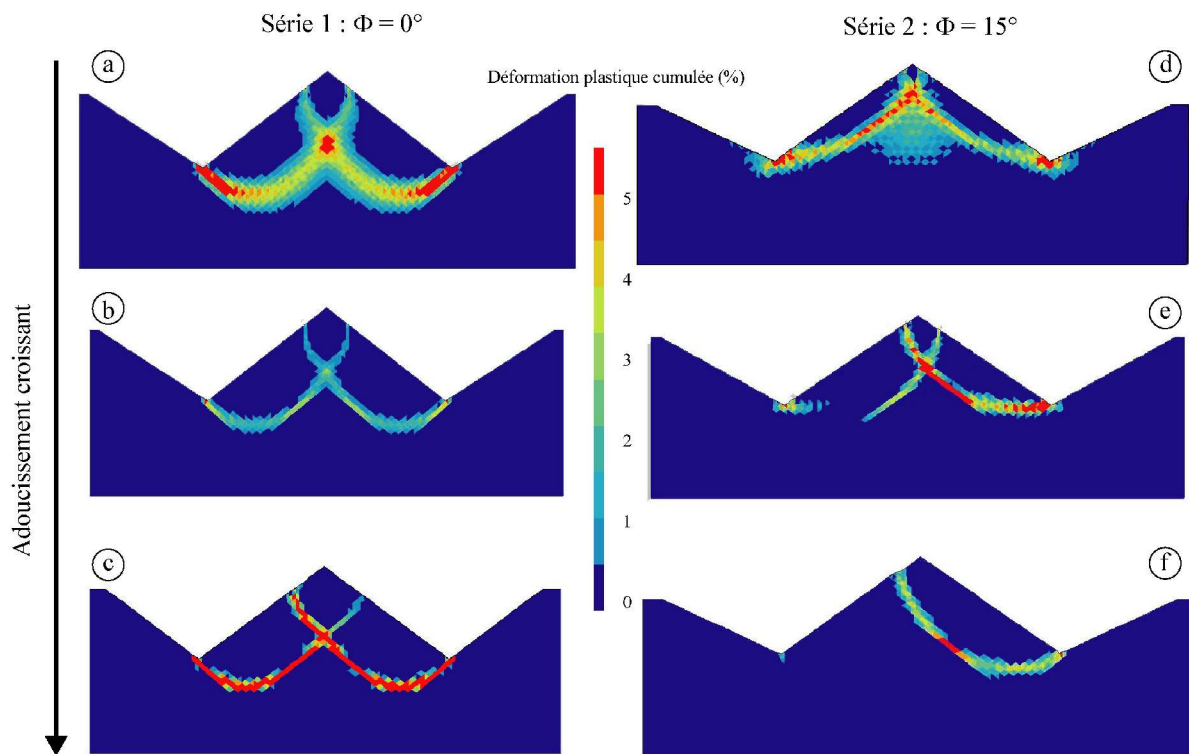 Série 1 : Φ = 0°
Série 2 : Φ = 15°
a
Déformation plastique cumulée (%)
d
5
4
b
e
3
2
Adoucissement croissant
1
c
f
0